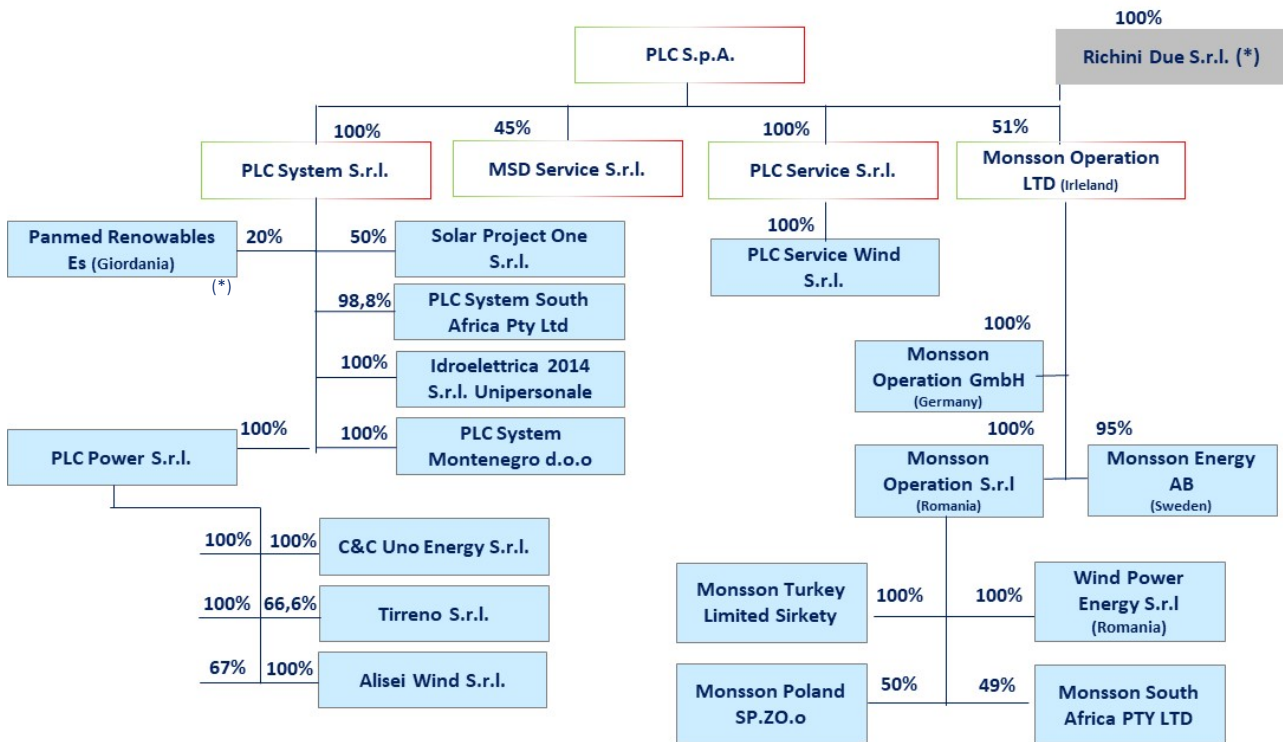 100%
PLC S.p.A.
Richini Due S.r.l. (*)
100%
45%
100%
51%
PLC System S.r.l.
MSD Service S.r.l.
PLC Service S.r.l.
Monsson Operation
LTD (Irleland)
Panmed Renowables
Es (Giordania)
(*)
20%
50%
Solar Project One
S.r.l.
100%
PLC Service Wind
S.r.l.
98,8%
PLC System South
Africa Pty Ltd
100%
Monsson
Operation GmbH
(Germany)
100%
Idroelettrica 2014
S.r.l. Unipersonale
PLC Power S.r.l.
100%
100%
PLC System
Montenegro d.o.o
100%
Monsson
Operation S.r.l
(Romania)
95%
Monsson Energy
AB
(Sweden)
100%
100%
C&C Uno Energy S.r.l.
100%
66,6%
Tirreno S.r.l.
67%
100%
Alisei Wind S.r.l.
Monsson Turkey
Limited Sirkety
100%
100%
Wind Power
Energy S.r.l
(Romania)
Monsson Poland
SP.ZO.o
50%
49%
Monsson South
Africa PTY LTD